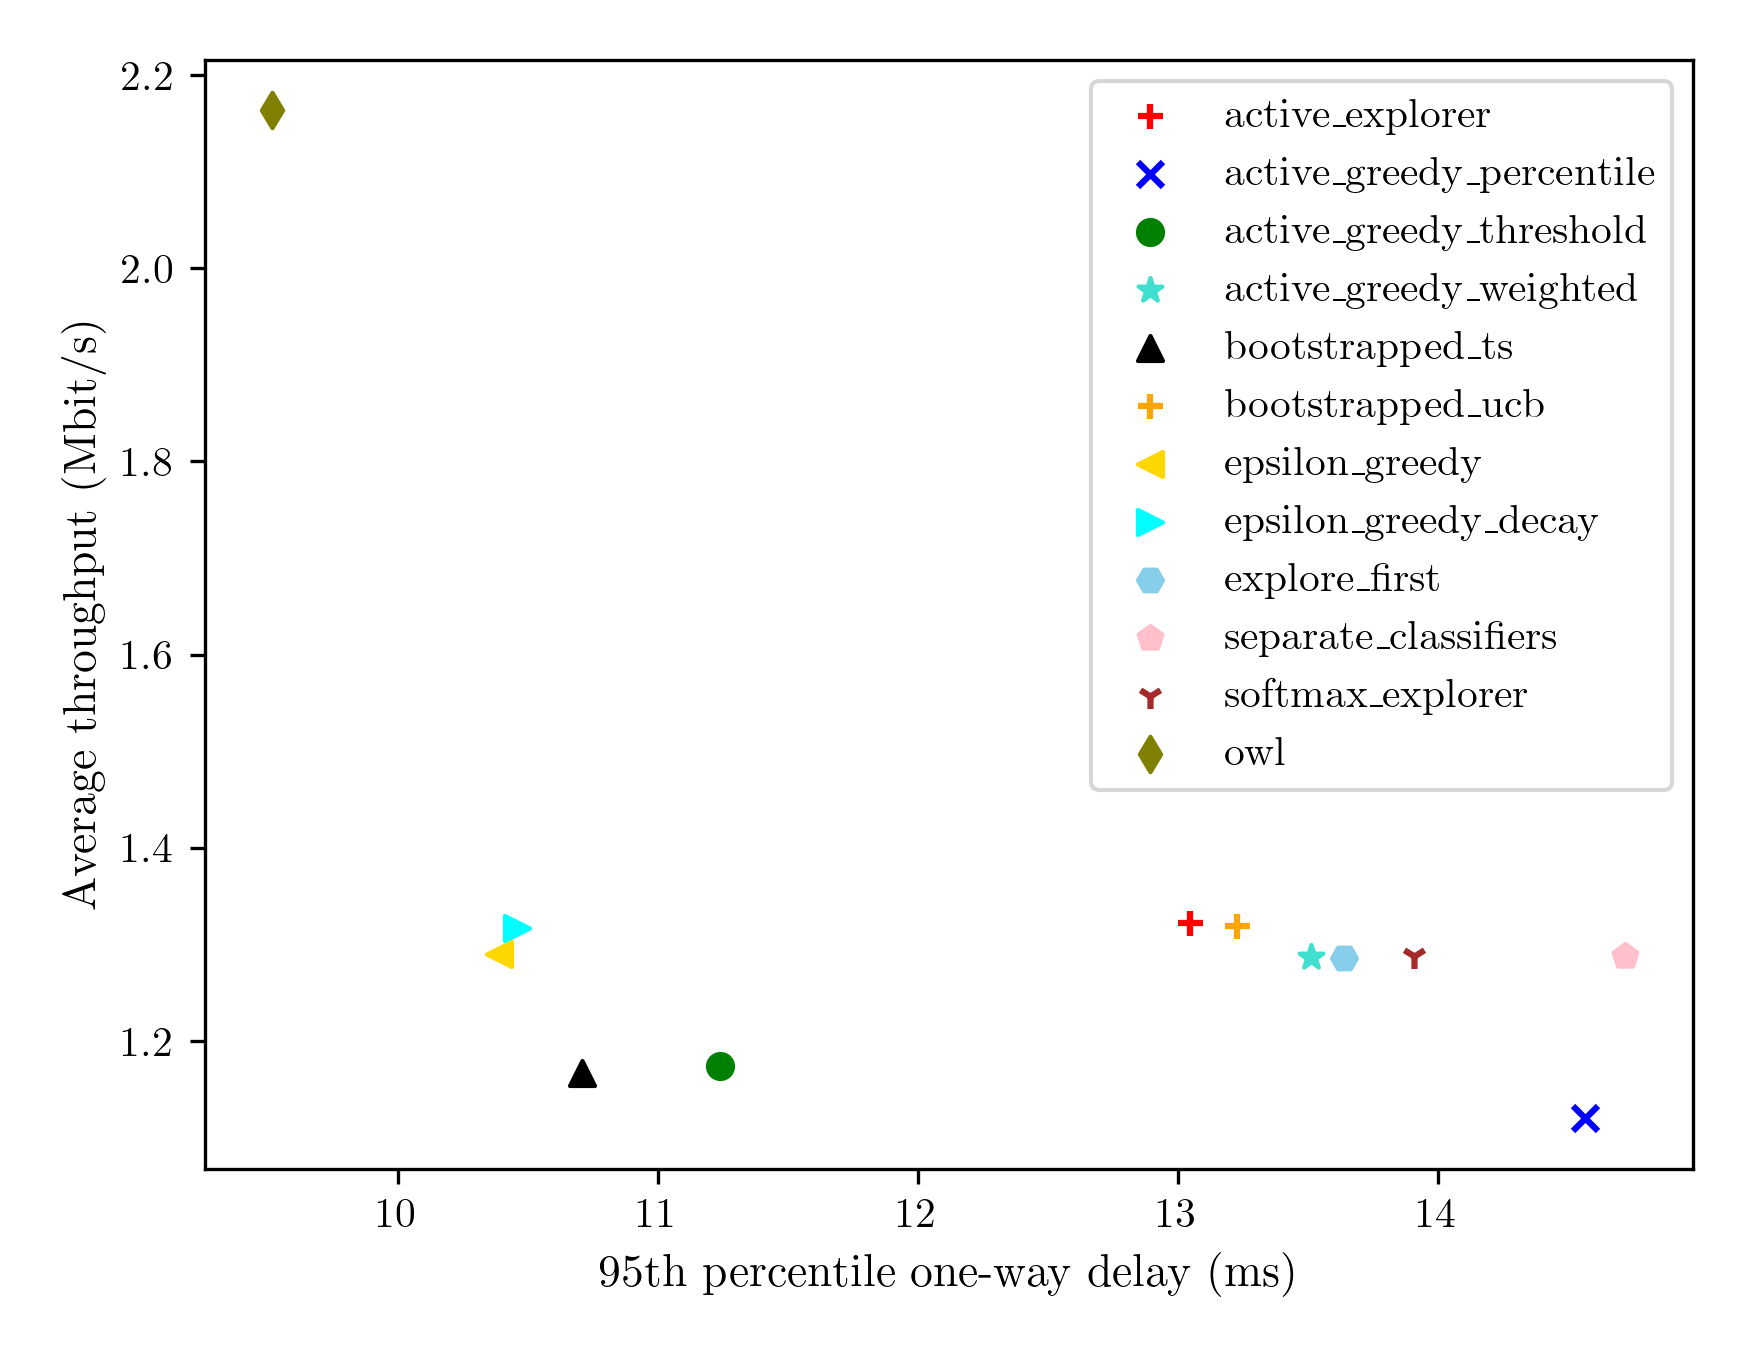 2.2
2.0
1.8
1.6
1.4
1.2
Average throughput (Mbit/s)
active_explorer
active_greedy_percentile
active_greedy_threshold
active_greedy_weighted
bootstrapped_ts
bootstrapped_ucb
epsilon_greedy
epsilon_greedy_decay
explore_first
separate_classifiers
softmax_explorer
owl
10 11 12 13 14
95th percentile one-way delay (ms)